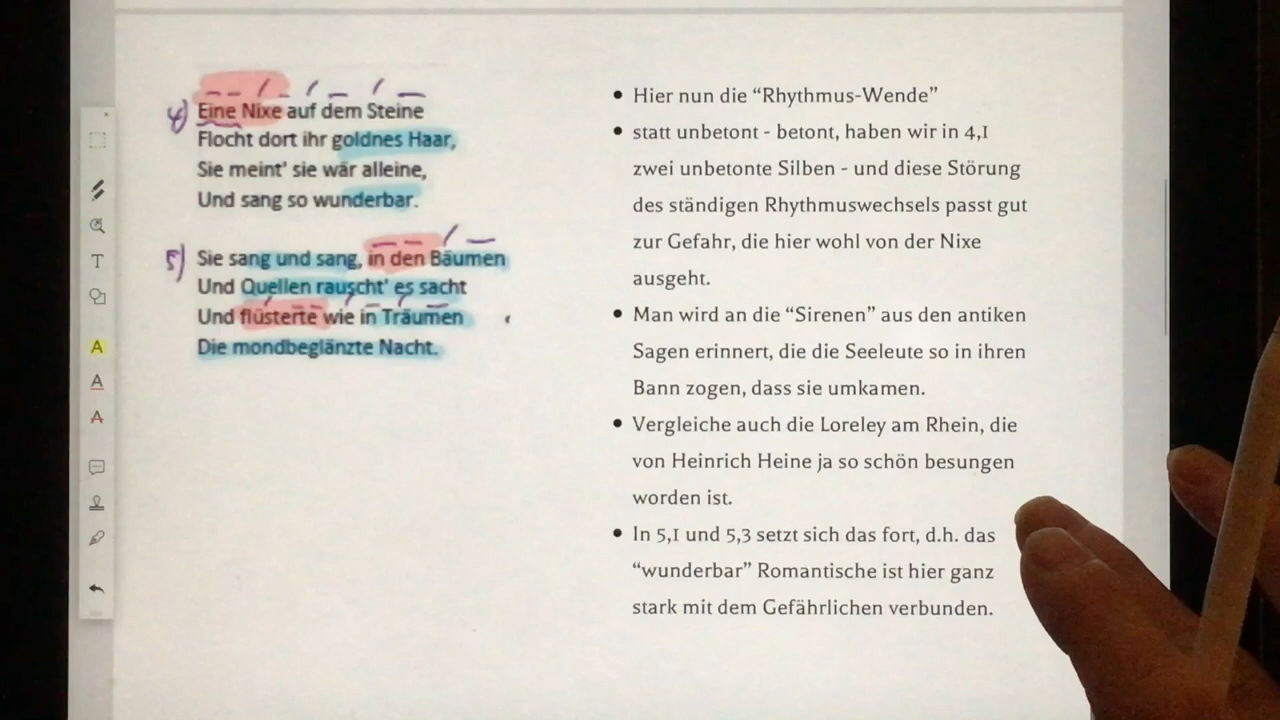 4)
Eine Nixe auf dem Steine
Flocht dort ihr goldnes Haar,
Sie meint' sie wär alleine,
Und sang so wunderbar.
5)
Sie sang und sang, in den Bäumen
Und Quellen rauscht' es sacht
Und flüsterte wie in Träumen
Die mondbeglänzte Nacht.
• Hier nun die “Rhythmus-Wende”
• statt unbetont - betont, haben wir in 4,1
zwei unbetonte Silben - und diese Störung
des ständigen Rhythmuswechsels passt gut
zur Gefahr, die hier wohl von der Nixe
ausgeht.
• Man wird an die “Sirenen” aus den antiken
Sagen erinnert, die die Seeleute so in ihren
Bann zogen, dass sie umkamen.
• Vergleiche auch die Loreley am Rhein, die
von Heinrich Heine ja so schön besungen
worden ist.
• In 5,1 und 5,3 setzt sich das fort, d.h. das
“wunderbar” Romantische ist hier ganz
stark mit dem Gefährlichen verbunden.
T
A
A
A